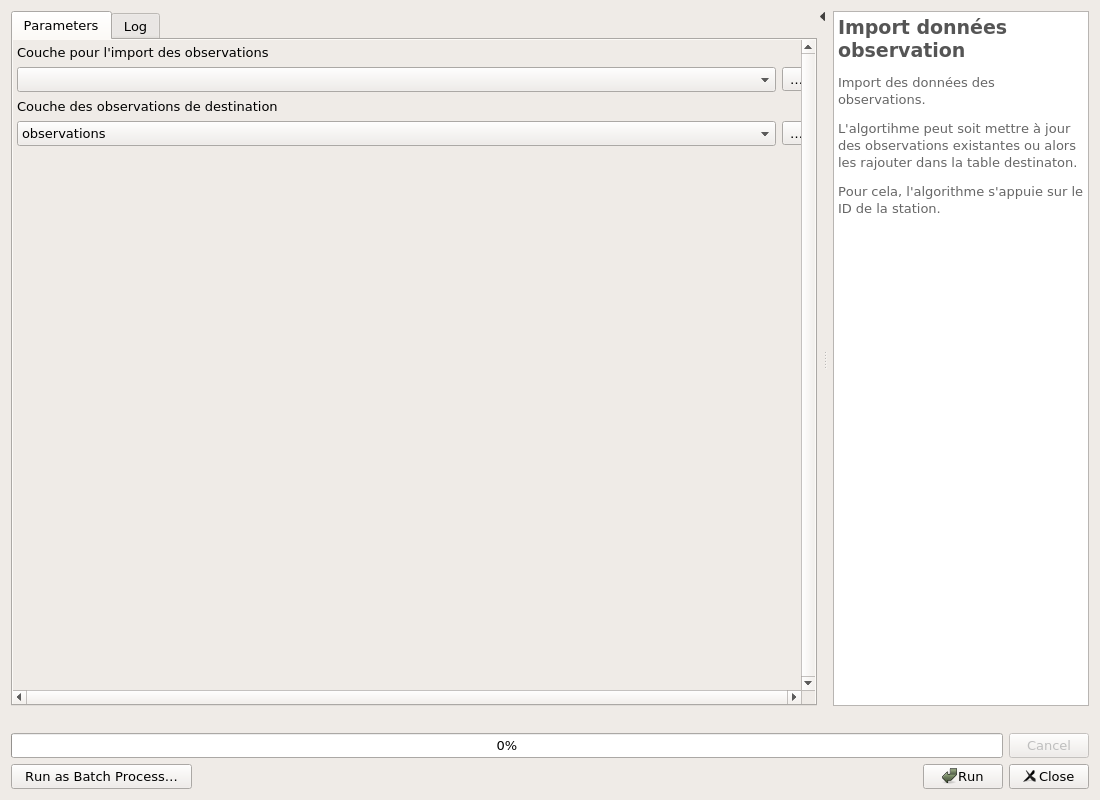 Parameters
Log
Couche pour l'import des observations
…
Couche des observations de destination
observations
…
Import données
observation
Import des données des
observations.
L'algortihme peut soit mettre à jour
des observations existantes ou alors
les rajouter dans la table destinaton.
Pour cela, l'algorithme s'appuie sur le
ID de la station.
0%
Cancel
Run as Batch Process…
Run
Close